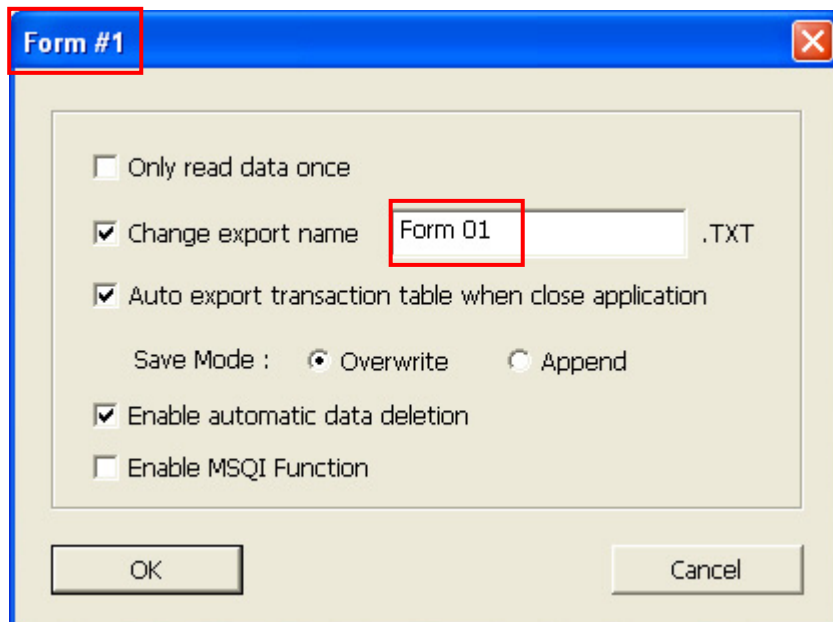 Form #1
Only read data once
Change export name Form 01 .TXT
Auto export transaction table when close application
Save Mode : Overwrite Append
Enable automatic data deletion
Enable MSQI Function
OK Cancel